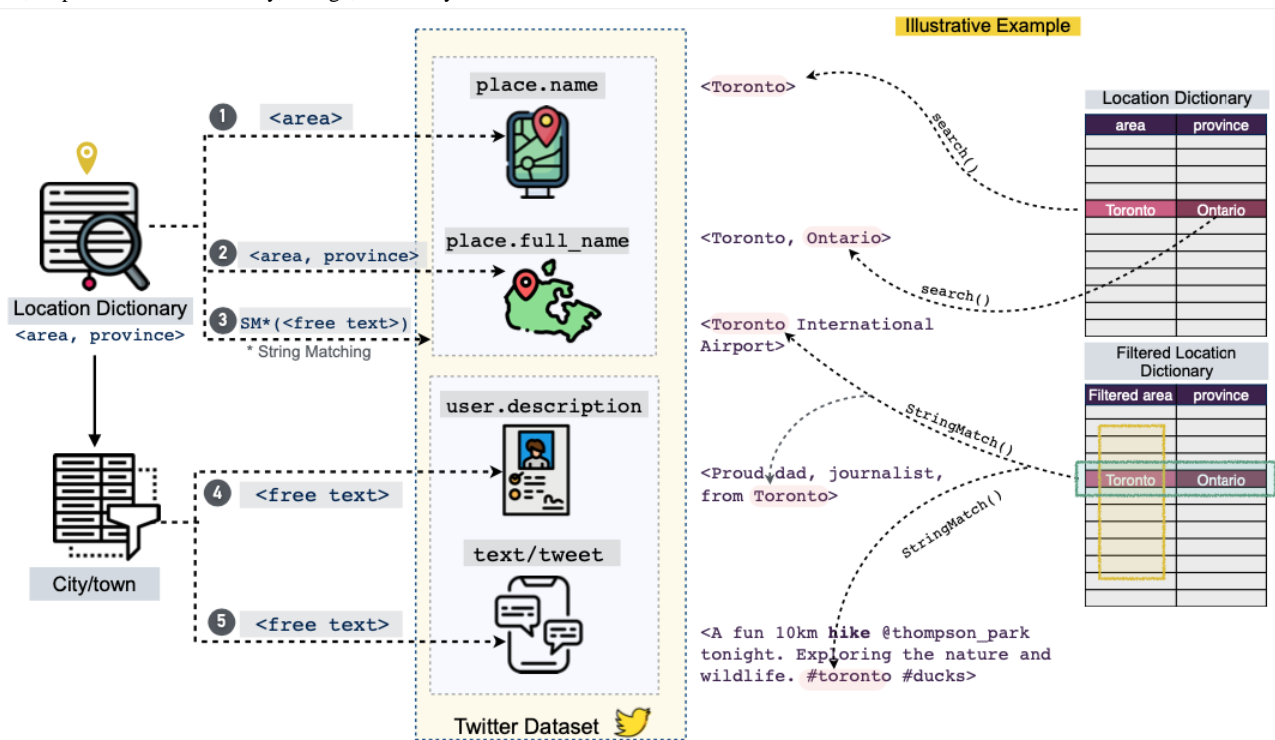 Illustrative Example
place.name
1
<area>
<Toronto>
search()
Location Dictionary
area province
Toronto Ontario
2
<area, province>
place.full_name
<Toronto, Ontario>
search()
Location Dictionary
<area, province>
3
SM*(<free text>)
* String Matching
<Toronto International
Airport>
Filtered Location
Dictionary
Filtered area province
Toronto Ontario
StringMatch()
user.description
4
<free text>
<Proud dad, journalist,
from Toronto>
StringMatch()
City/town
text/tweet
5
<free text>
<A fun 10km hike @thompson_park
tonight. Exploring the nature and
wildlife. #toronto #ducks>
Twitter Dataset